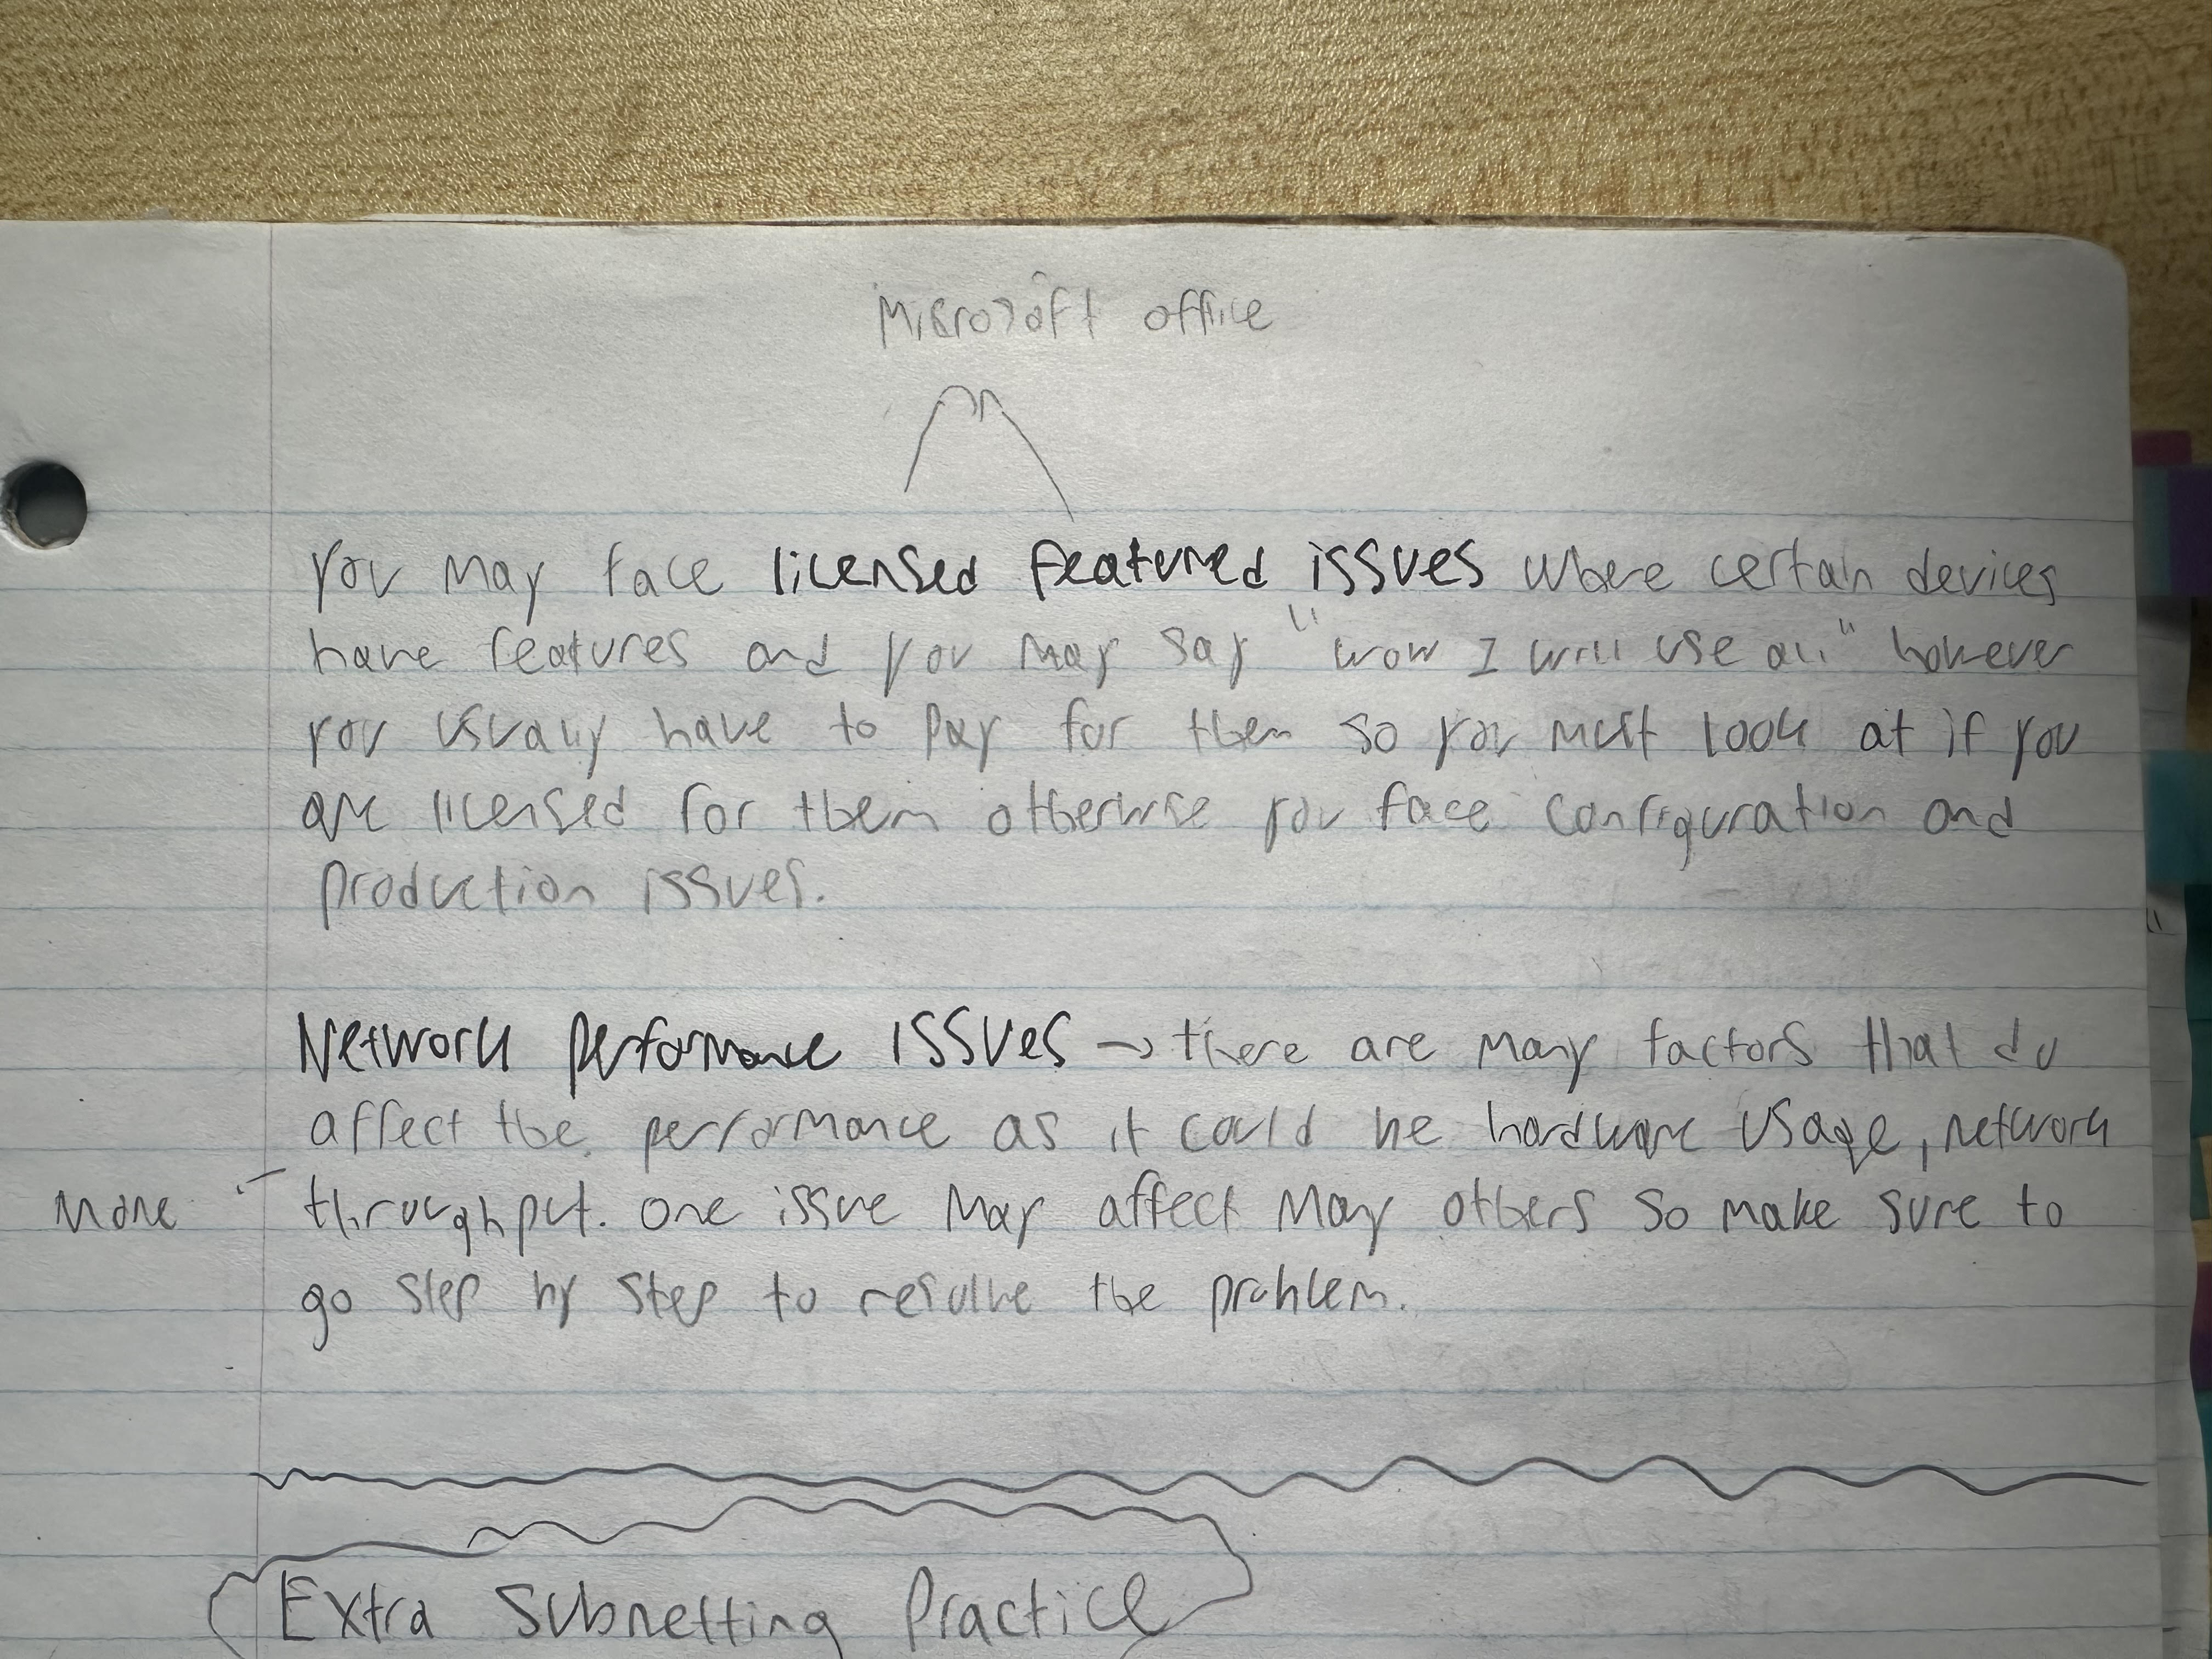 Microsoft office
You may face licensed featured issues where certain devices
have features and you may say "wow I will use all" however
you usually have to pay for them so you must look at if you
are licensed for them otherwise you face configuration and
production issues.
Network performance issues → there are many factors that do
affect the performance as it could be hardware usage, network
more throughput. one issue may affect many others so make sure to
go step by step to resolve the problem.
Extra Subnetting Practice